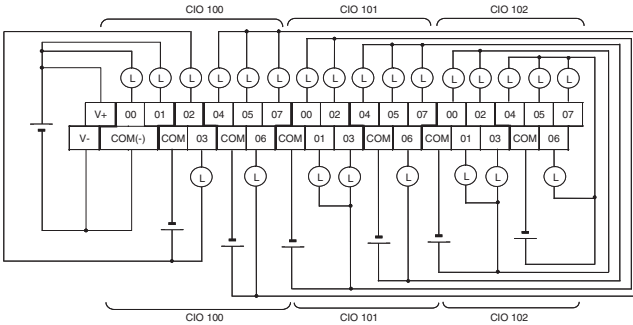 CIO 100 CIO 101 CIO 102
L L L L L L L L L L L L L L L L L
V+ 00 01 02 04 05 07 00 02 04 05 07 00 02 04 05 07
V- COM(-) COM 03 COM 06 COM 01 03 COM 06 COM 01 03 COM 06
L L L L L L L L
CIO 100 CIO 101 CIO 102